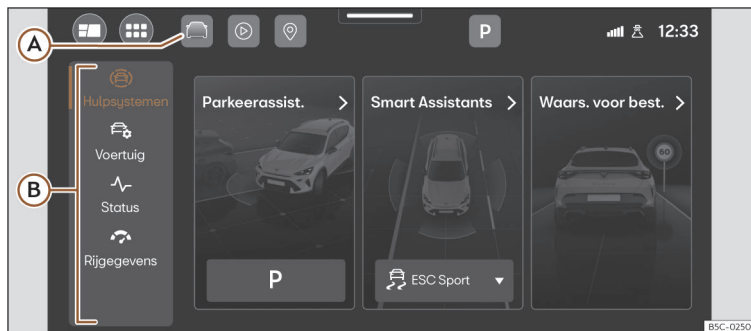 A
P
12:33
B
Hulpsystemen
Voertuig
Status
Rijgegevens
Parkeerassist.
P
Smart Assistants
ESC Sport
Waars. voor best.
60
B5C-0250